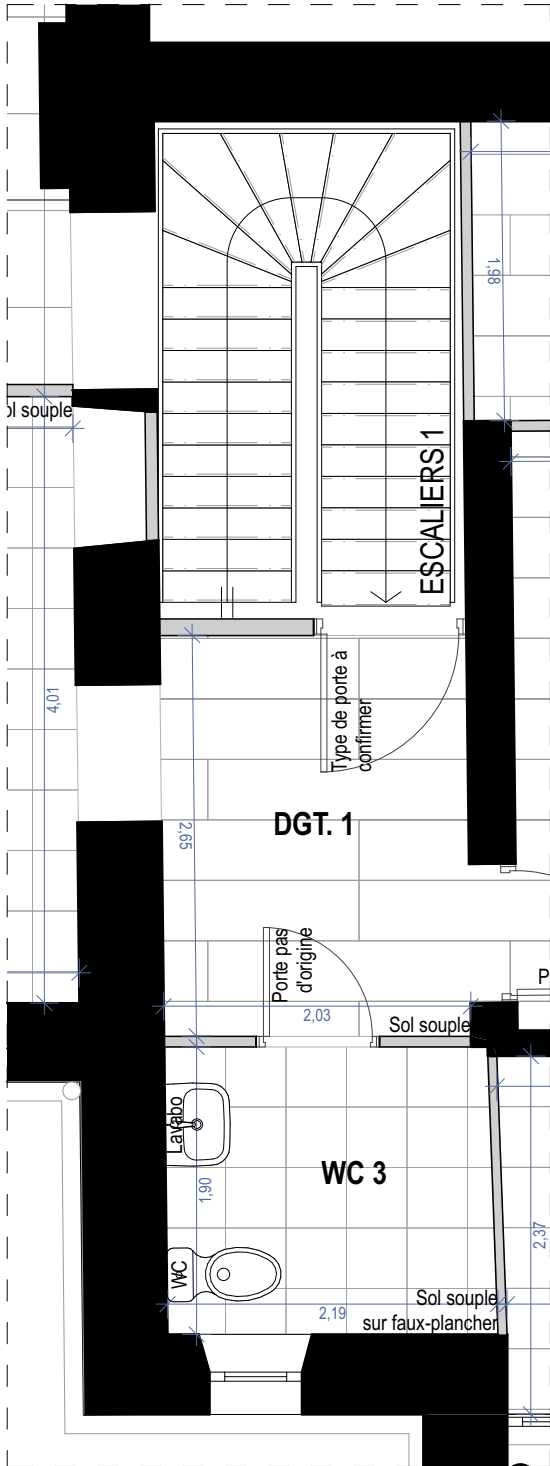 1,98
ol souple
ESCALIERS 1
4,01
Type de porte à
confirmer
2,65
DGT. 1
Porte pas
d'origine
P
2,03
Sol souple
Lavabo
WC 3
1,90
2,37
WC
2,19
Sol souple
sur faux-plancher